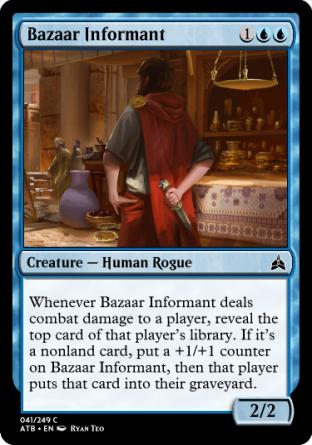 Bazaar Informant 1
Creature — Human Rogue
Whenever Bazaar Informant deals
combat damage to a player, reveal the
top card of that player's library. If it's
a nonland card, put a +1/+1 counter
on Bazaar Informant, then that player
puts that card into their graveyard.
2/2
041/249 C
ATB • EN Ryan Teo